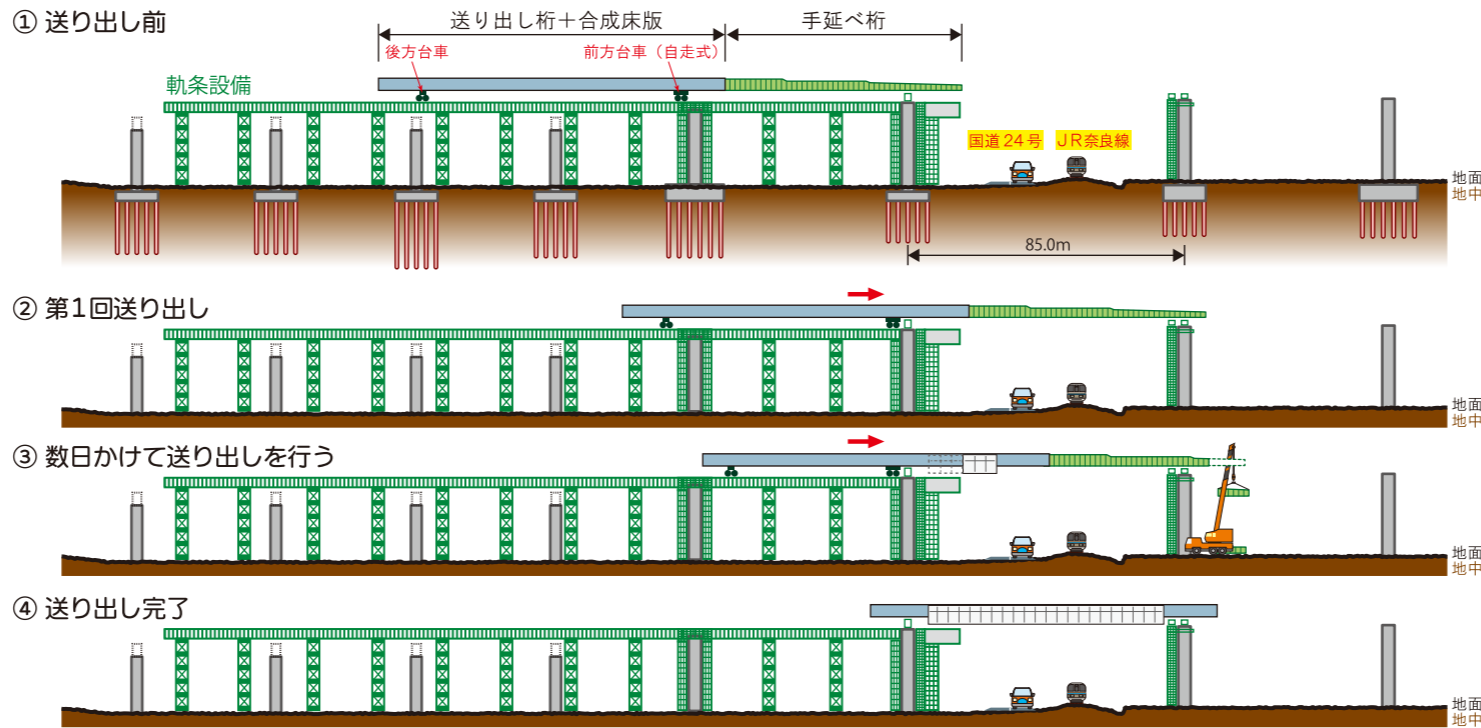 ① 送り出し前
送り出し桁＋合成床版
手延べ桁
後方台車
前方台車（自走式）
軌条設備
国道24号
JR奈良線
地面
地中
85.0m
② 第1回送り出し
地面
地中
③ 数日かけて送り出しを行う
地面
地中
④ 送り出し完了
地面
地中